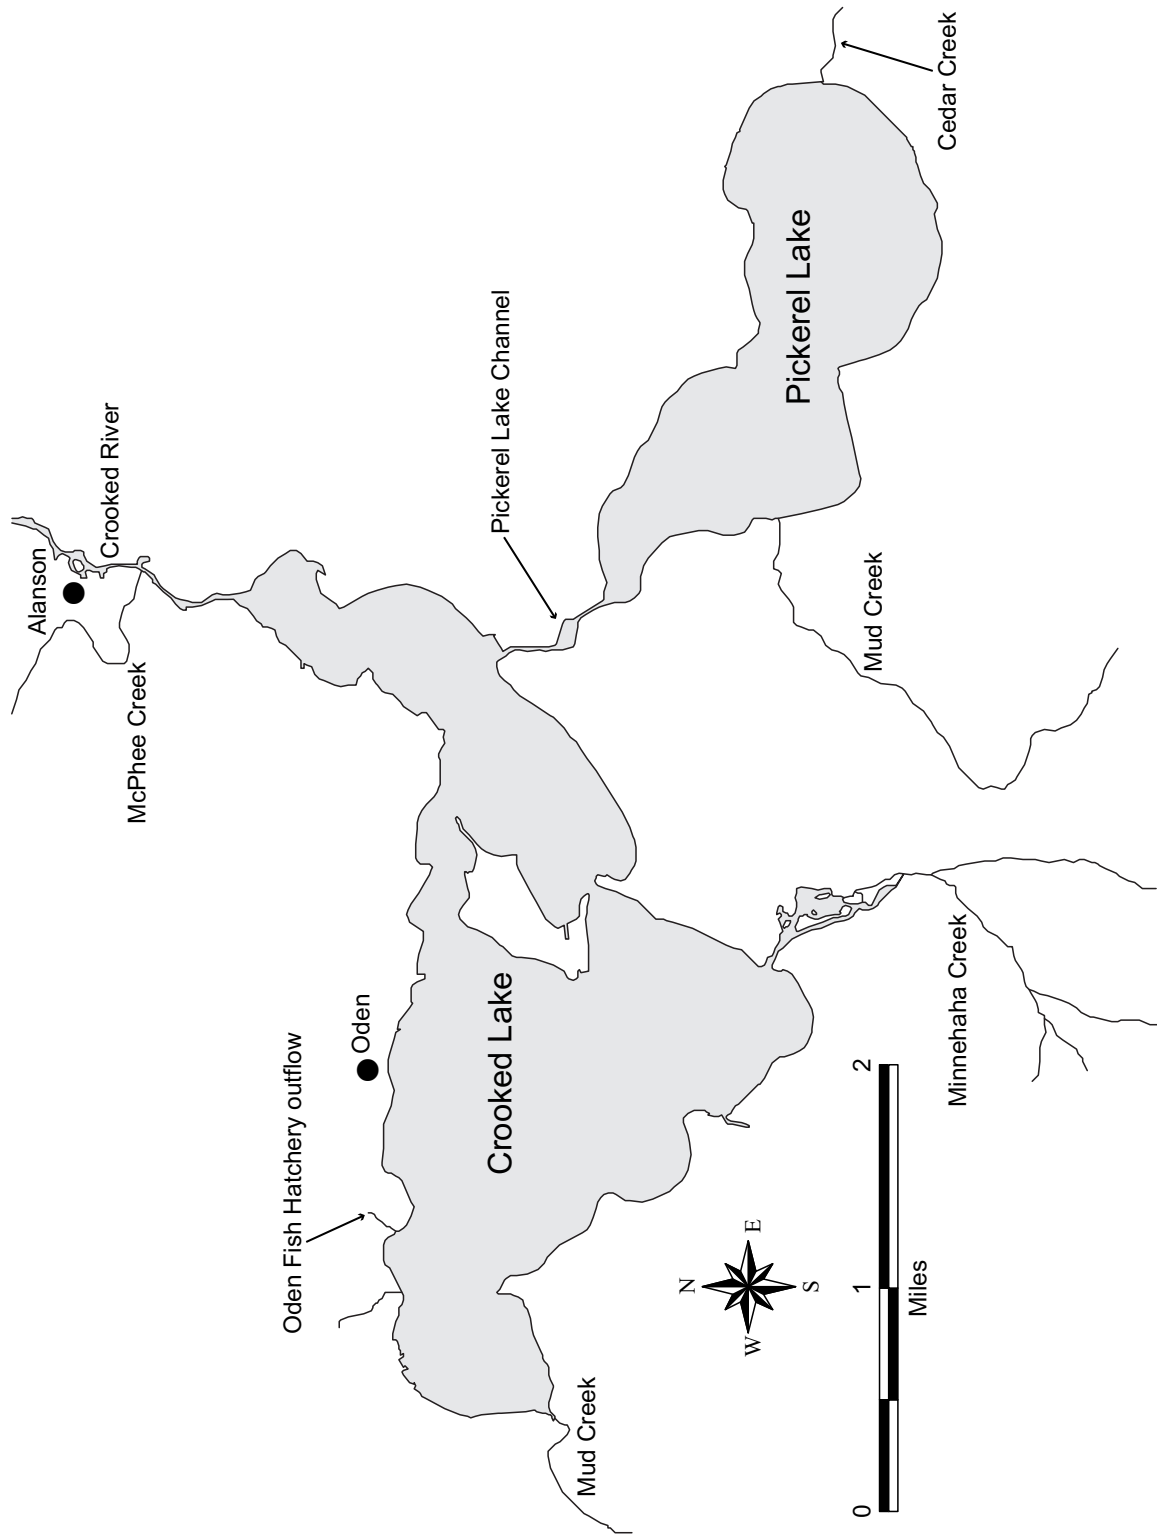 Alanson
Crooked River
McPhee Creek
Pickerel Lake Channel
Cedar Creek
Pickerel Lake
Mud Creek
Oden
Oden Fish Hatchery outflow
Crooked Lake
Minnehaha Creek
Mud Creek
N
W
E
S
0
1
2
Miles